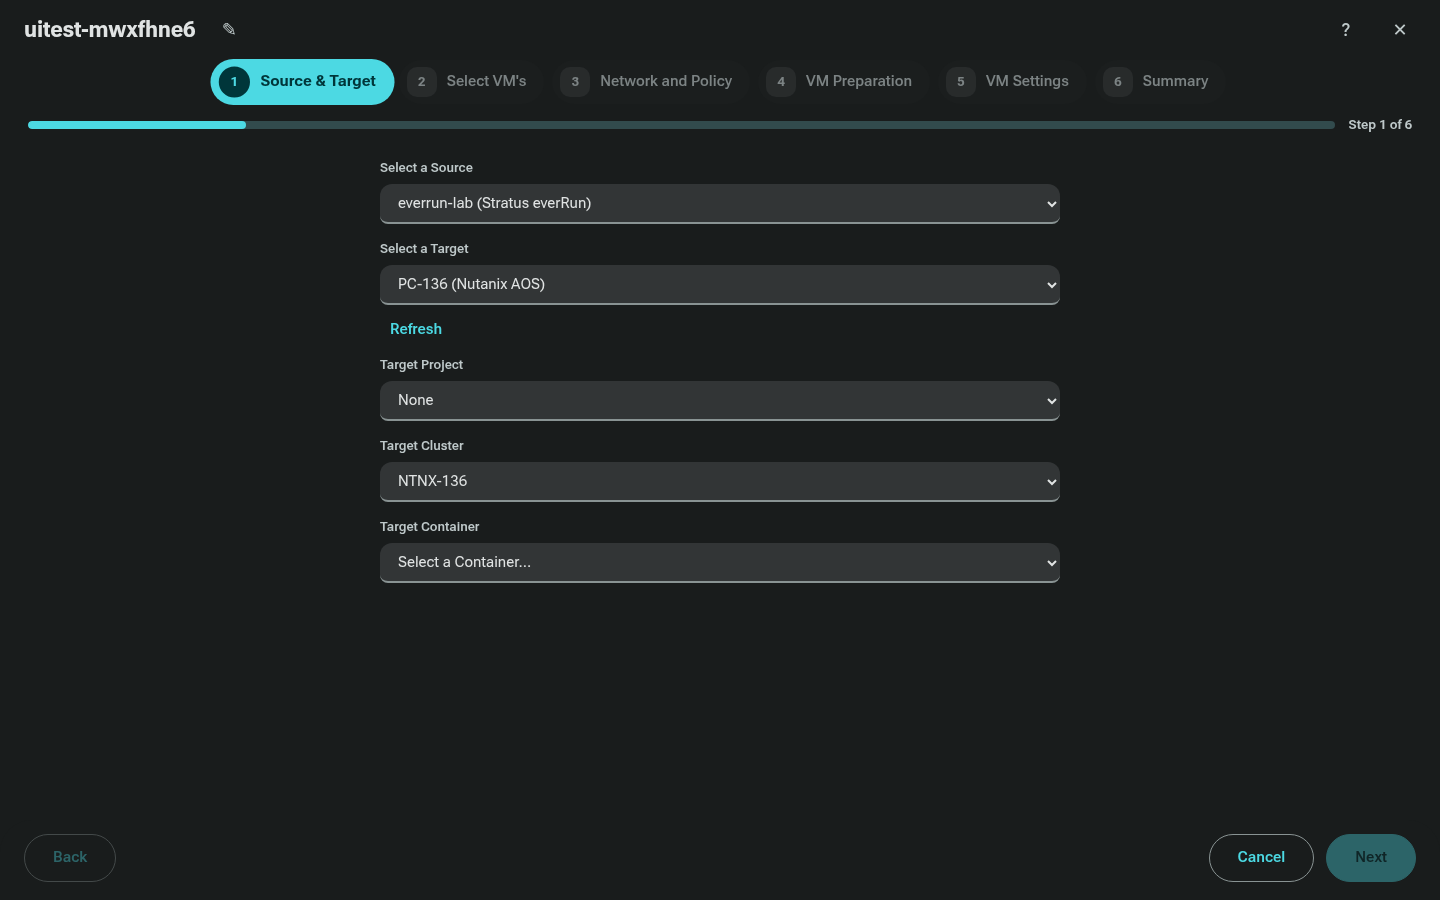 uitest-mwxfhne6 ✎ ? ✕
1 Source & Target 2 Select VM's 3 Network and Policy 4 VM Preparation 5 VM Settings 6 Summary
Step 1 of 6
Select a Source
everrun-lab (Stratus everRun)
Select a Target
PC-136 (Nutanix AOS)
Refresh
Target Project
None
Target Cluster
NTNX-136
Target Container
Select a Container...
Back Cancel Next